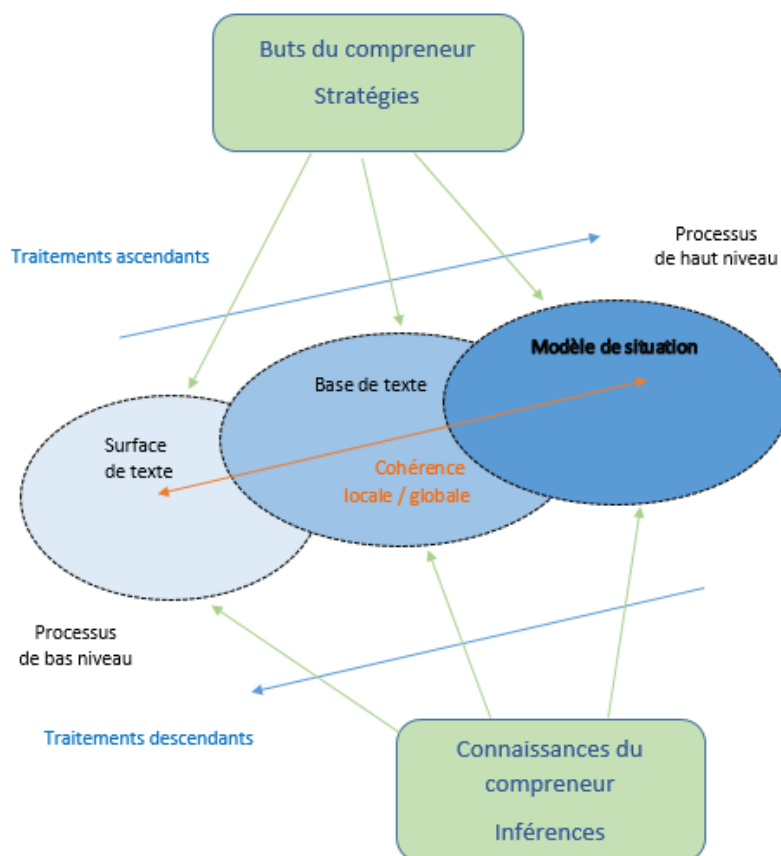 Buts du compreneur
Stratégies
Traitements ascendants
Processus
de haut niveau
Modèle de situation
Base de texte
Surface
de texte
Cohérence
locale / globale
Processus
de bas niveau
Traitements descendants
Connaissances du
compreneur
Inférences